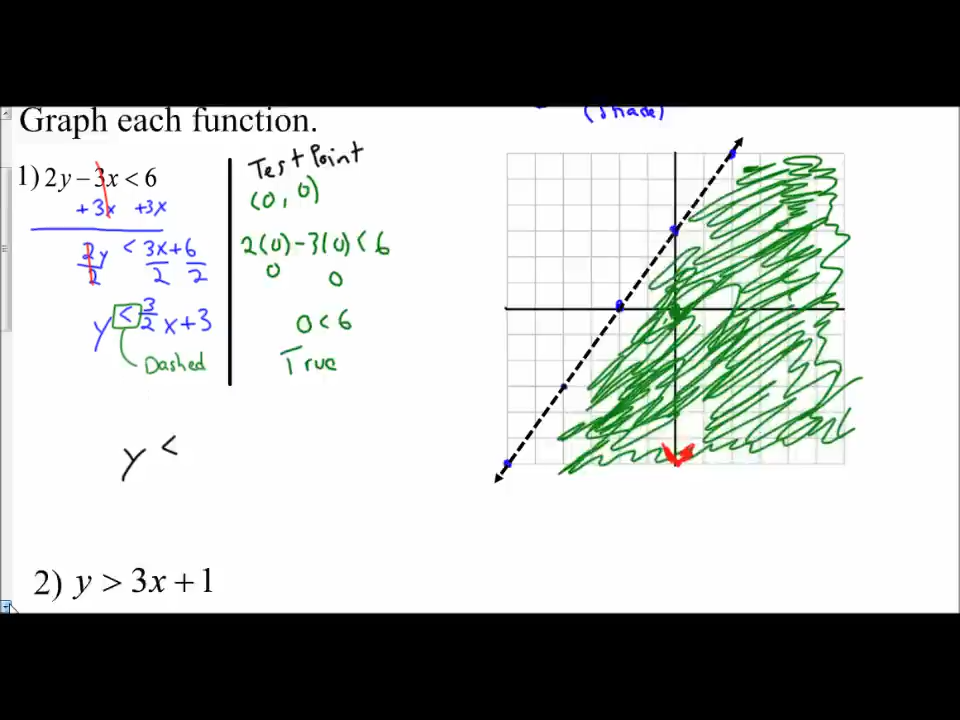 (Shade)
Graph each function.
1) 2y − 3x < 6
+3x +3x
2y < 3x+6
2 2 2
y < 3/2 x+3
Dashed
Test Point
(0, 0)
2(0)-3(0) < 6
0 0
0 < 6
True
y <
2) y > 3x + 1